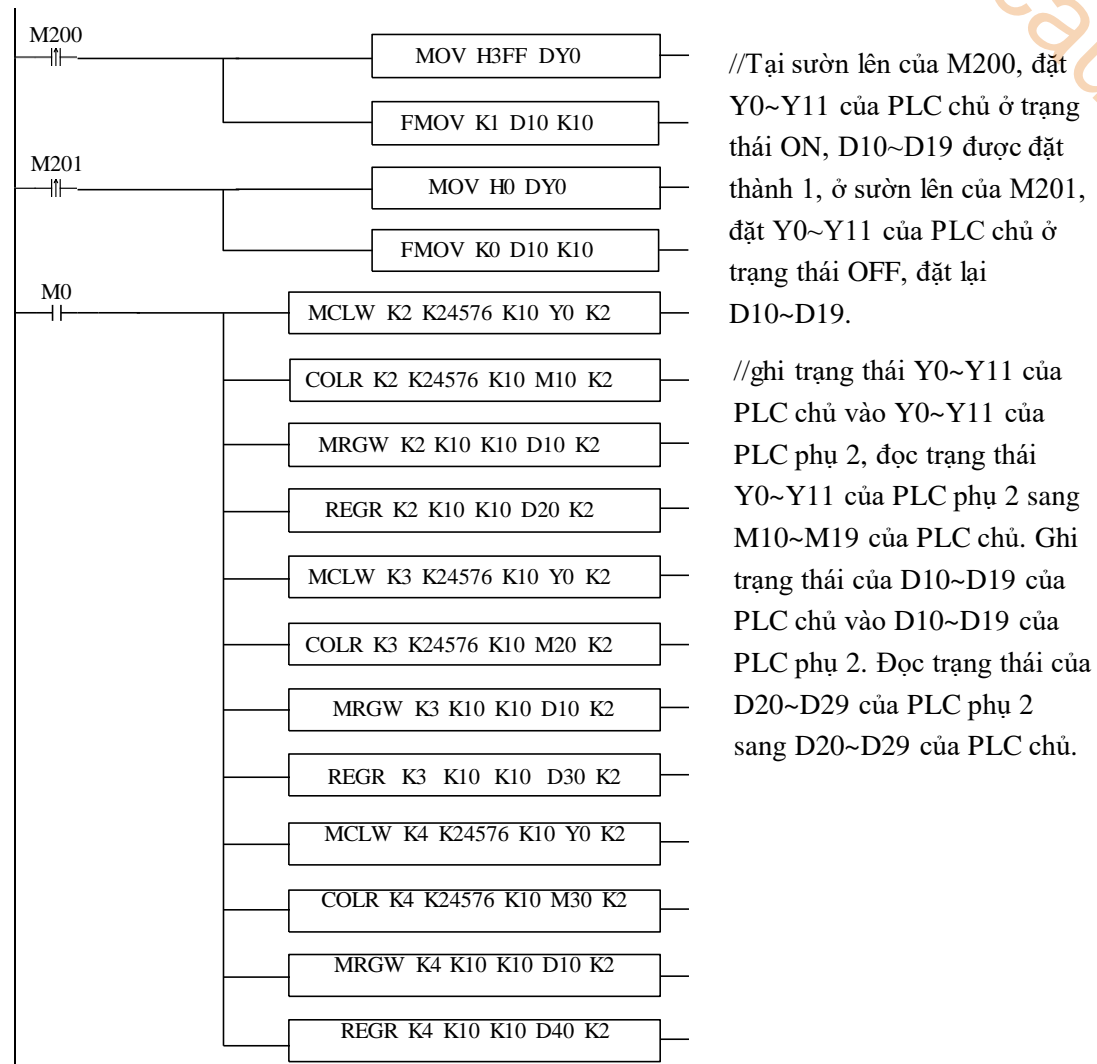 M200
MOV H3FF DY0
FMOV K1 D10 K10
M201
MOV H0 DY0
FMOV K0 D10 K10
M0
MCLW K2 K24576 K10 Y0 K2
COLR K2 K24576 K10 M10 K2
MRGW K2 K10 K10 D10 K2
REGR K2 K10 K10 D20 K2
MCLW K3 K24576 K10 Y0 K2
COLR K3 K24576 K10 M20 K2
MRGW K3 K10 K10 D10 K2
REGR K3 K10 K10 D30 K2
MCLW K4 K24576 K10 Y0 K2
COLR K4 K24576 K10 M30 K2
MRGW K4 K10 K10 D10 K2
REGR K4 K10 K10 D40 K2
//Tại sườn lên của M200, đặt
Y0~Y11 của PLC chủ ở trạng
thái ON, D10~D19 được đặt
thành 1, ở sườn lên của M201,
đặt Y0~Y11 của PLC chủ ở
trạng thái OFF, đặt lại
D10~D19.
//ghi trạng thái Y0~Y11 của
PLC chủ vào Y0~Y11 của
PLC phụ 2, đọc trạng thái
Y0~Y11 của PLC phụ 2 sang
M10~M19 của PLC chủ. Ghi
trạng thái của D10~D19 của
PLC chủ vào D10~D19 của
PLC phụ 2. Đọc trạng thái của
D20~D29 của PLC phụ 2
sang D20~D29 của PLC chủ.